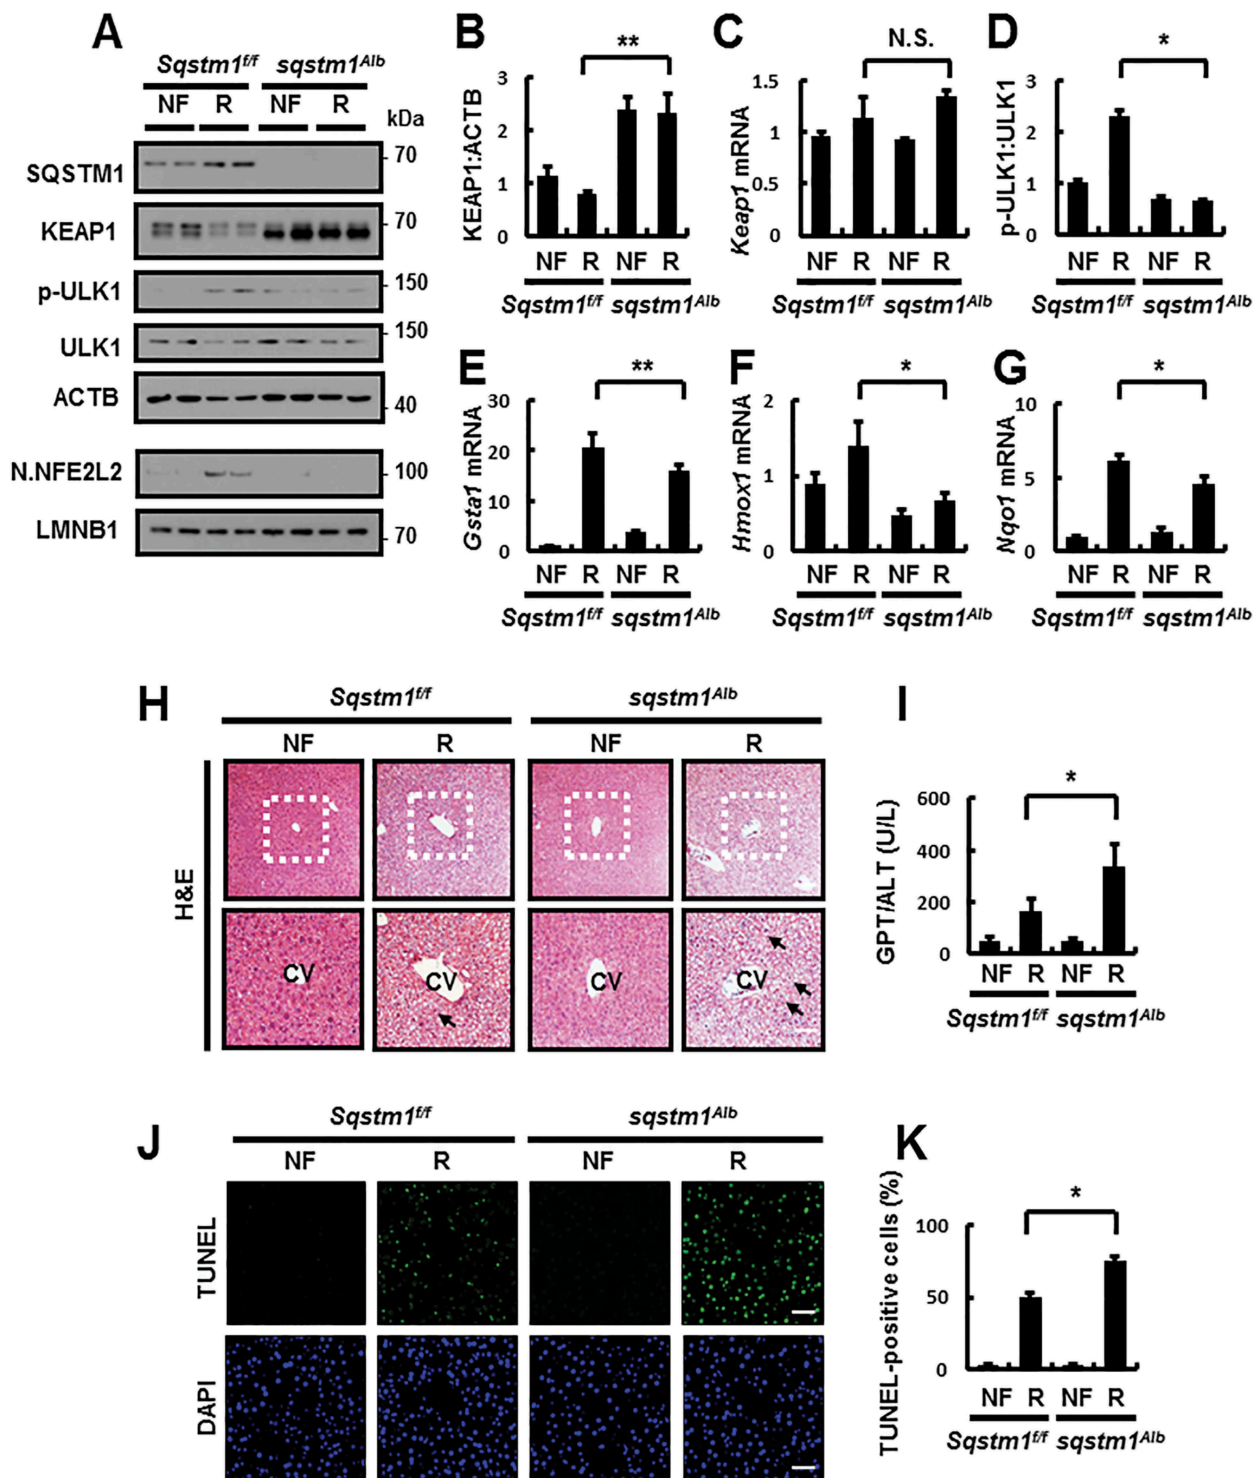 A
Sqstm1f/f sqstm1Alb
NF R NF R kDa
SQSTM1 70
KEAP1 70
p-ULK1 150
ULK1 150
ACTB 40
N.NFE2L2 100
LMNB1 70
B
**
KEAP1:ACTB
3
2
1
0
NF R NF R
Sqstm1f/f sqstm1Alb
C
N.S.
Keap1 mRNA
1.5
1
0.5
0
NF R NF R
Sqstm1f/f sqstm1Alb
D
*
p-ULK1:ULK1
3
2
1
0
NF R NF R
Sqstm1f/f sqstm1Alb
E
**
Gsta1 mRNA
30
20
10
0
NF R NF R
Sqstm1f/f sqstm1Alb
F
*
Hmox1 mRNA
2
1
0
NF R NF R
Sqstm1f/f sqstm1Alb
G
*
Nqo1 mRNA
10
5
0
NF R NF R
Sqstm1f/f sqstm1Alb
H
Sqstm1f/f sqstm1Alb
NF R NF R
H&E
CV CV CV CV
I
*
GPT/ALT (U/L)
600
400
200
0
NF R NF R
Sqstm1f/f sqstm1Alb
J
Sqstm1f/f sqstm1Alb
NF R NF R
TUNEL
DAPI
K
*
TUNEL-positive cells (%)
100
50
0
NF R NF R
Sqstm1f/f sqstm1Alb